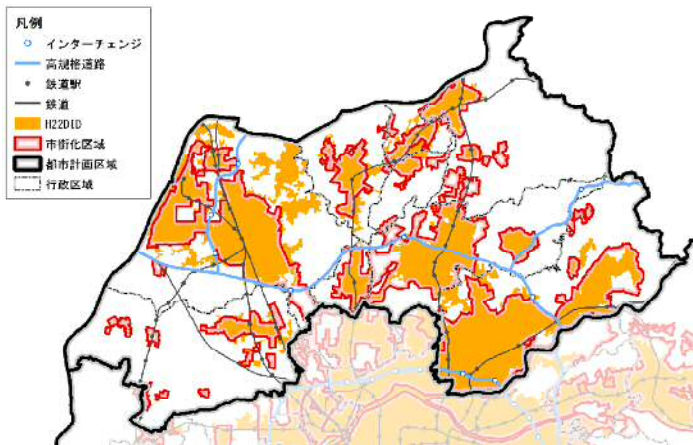 凡例
インターチェンジ
高規格道路
鉄道駅
鉄道
H22DID
市街化区域
都市計画区域
行政区域